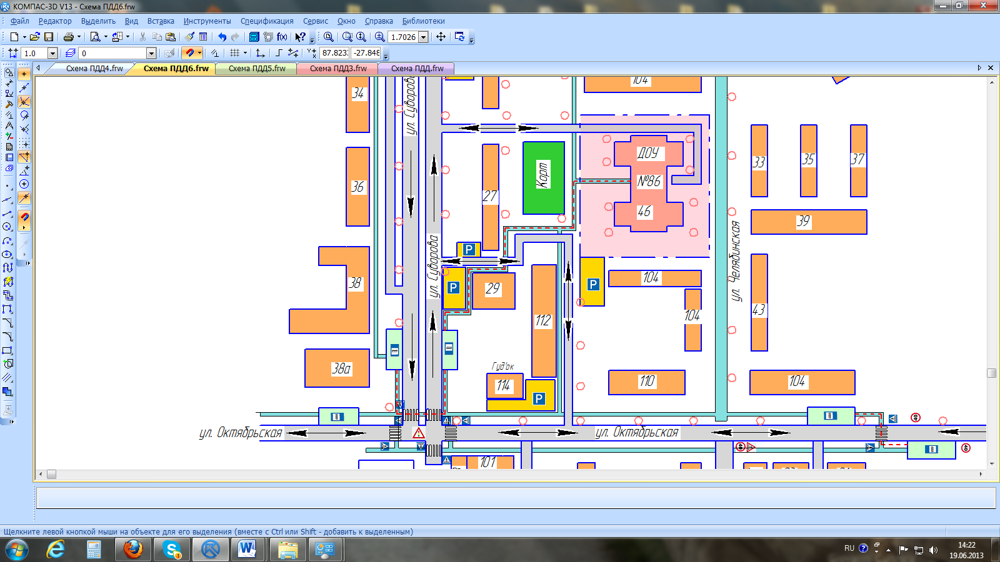 КОМПАС-3D V13 - Схема ПДД6.frw
Файл Редактор Выделить Вид Вставка Инструменты Спецификация Сервис Окно Справка Библиотеки
f(x) 1.7026
1.0 0 87.823 -27.848
Схема ПДД4.frw Схема ПДД6.frw Схема ПДД5.frw Схема ПДД3.frw Схема ПДД.frw
34
ул. Суворова
104
ДОУ
№86
46
Корт
27
36
33
35
37
39
ул. Суворова
P
38
P
29
112
P
104
104
ул. Челябинская
43
38а
Гудок
114
P
110
104
ул. Октябрьская
ул. Октябрьская
40
40
40
101
Щелкните левой кнопкой мыши на объекте для его выделения (вместе с Ctrl или Shift - добавить к выделенным)
RU
14:22
19.06.2013